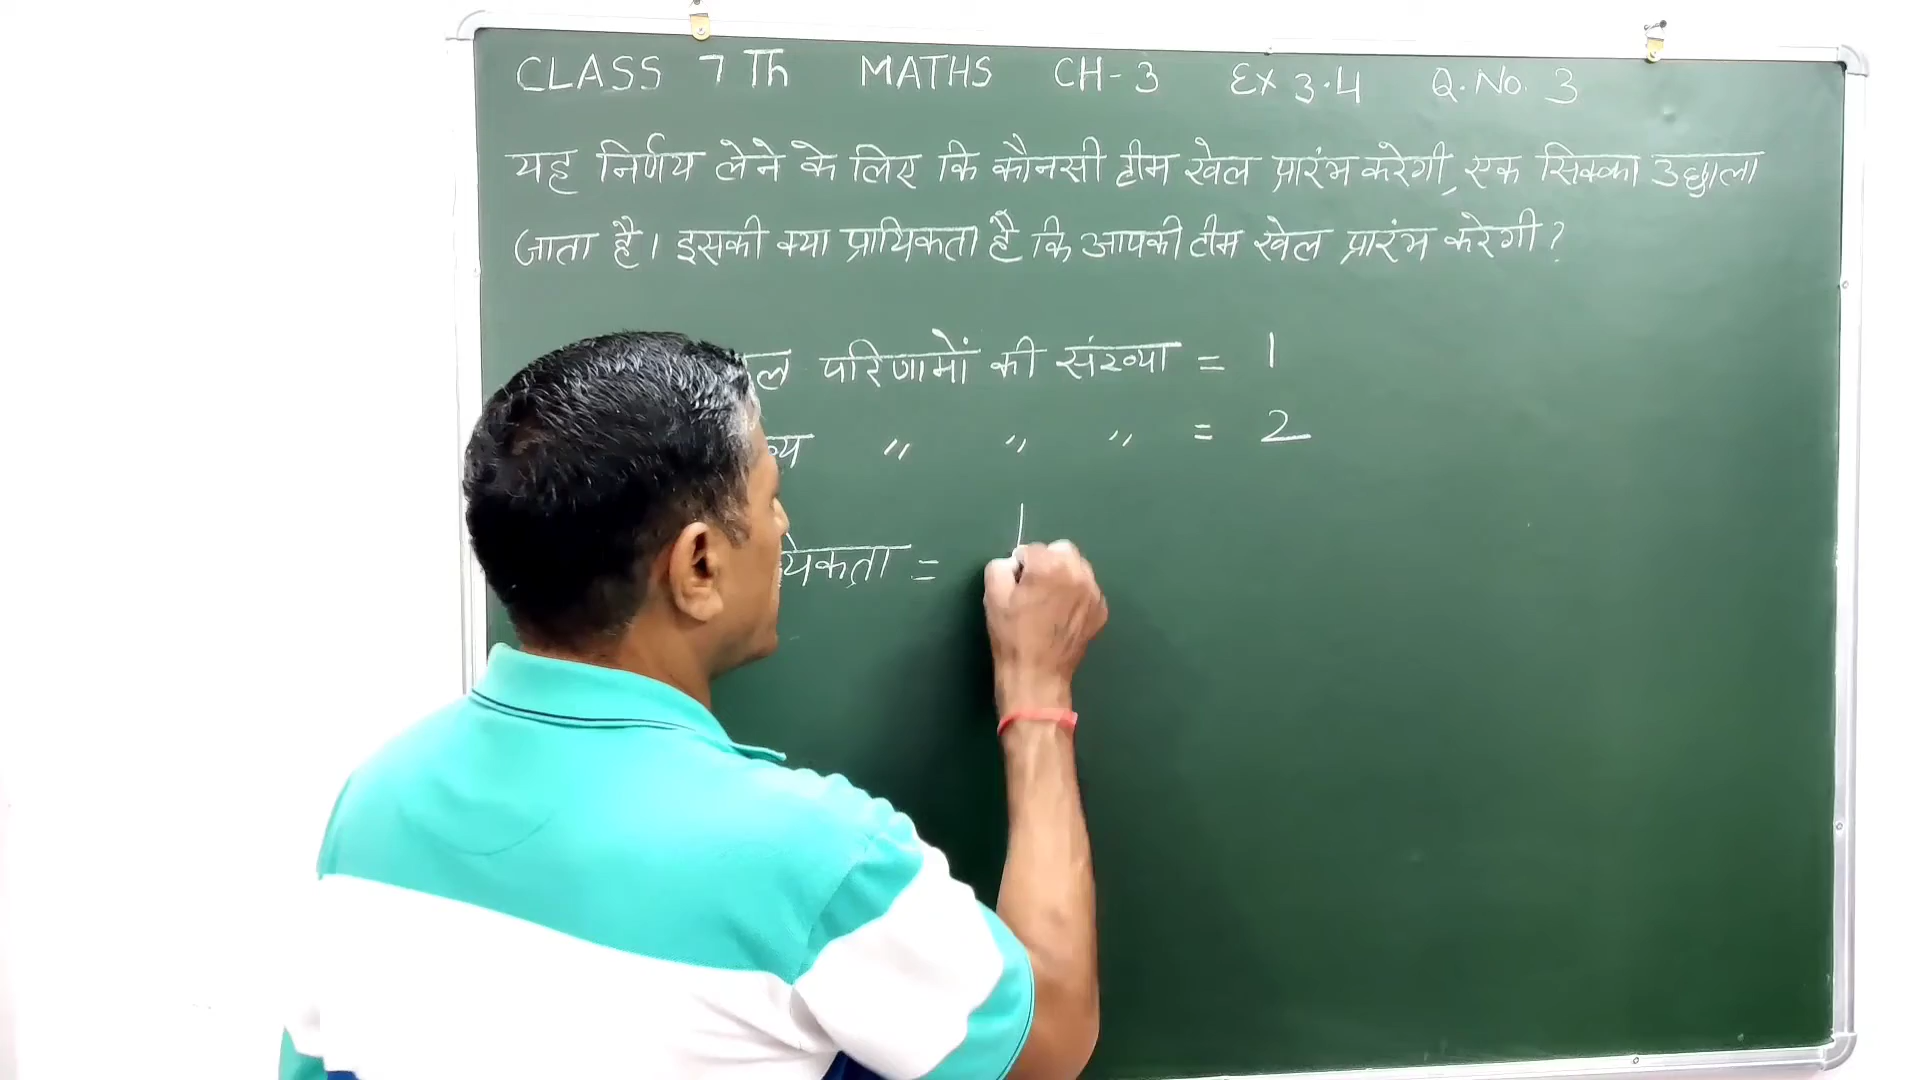 CLASS 7 Th MATHS CH-3 Ex 3.4 Q.No. 3
यह निर्णय लेने के लिए कि कौनसी टीम खेल प्रारंभ करेगी, एक सिक्का उछाला
जाता है। इसकी क्या प्रायिकता है कि आपकी टीम खेल प्रारंभ करेगी ?
ल परिणामों की संख्या = 1
व्य " " " = 2
यिकता = 1